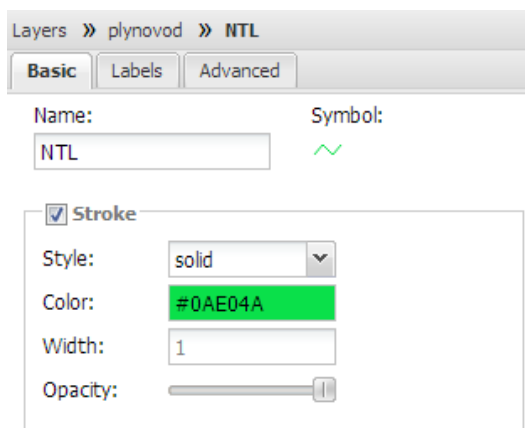 Layers » plynovod » NTL
Basic Labels Advanced
Name: Symbol:
NTL
Stroke
Style: solid
Color: #0AE04A
Width: 1
Opacity: